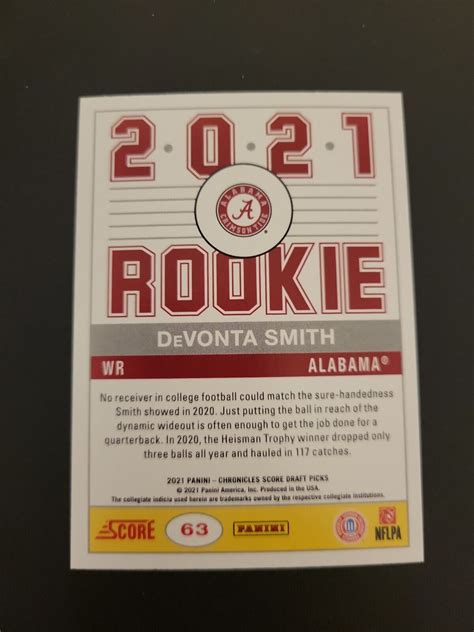 2·0·2·1
ALABAMA
A
CRIMSON TIDE
ROOKIE
DeVONTA SMITH
WR ALABAMA®
No receiver in college football could match the sure-handedness
Smith showed in 2020. Just putting the ball in reach of the
dynamic wideout is often enough to get the job done for a
quarterback. In 2020, the Heisman Trophy winner dropped only
three balls all year and hauled in 117 catches.
2021 PANINI – CHRONICLES SCORE DRAFT PICKS
© 2021 Panini America, Inc. Produced in the USA.
The collegiate indicia used herein are trademarks owned by the respective collegiate institutions.
SCORE 63 PANINI NFLPA